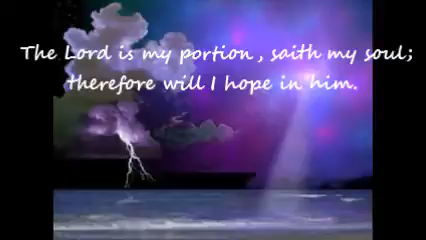 The Lord is my portion, saith my soul;
therefore will I hope in him.